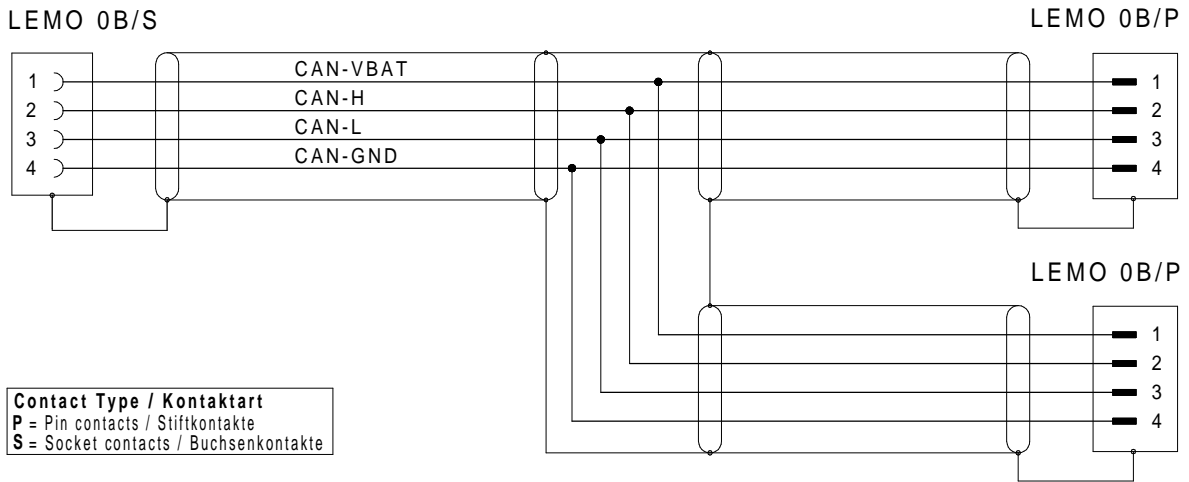 LEMO 0B/S
LEMO 0B/P
1 CAN-VBAT 1
2 CAN-H 2
3 CAN-L 3
4 CAN-GND 4
LEMO 0B/P
1
2
3
4
Contact Type / Kontaktart
P = Pin contacts / Stiftkontakte
S = Socket contacts / Buchsenkontakte